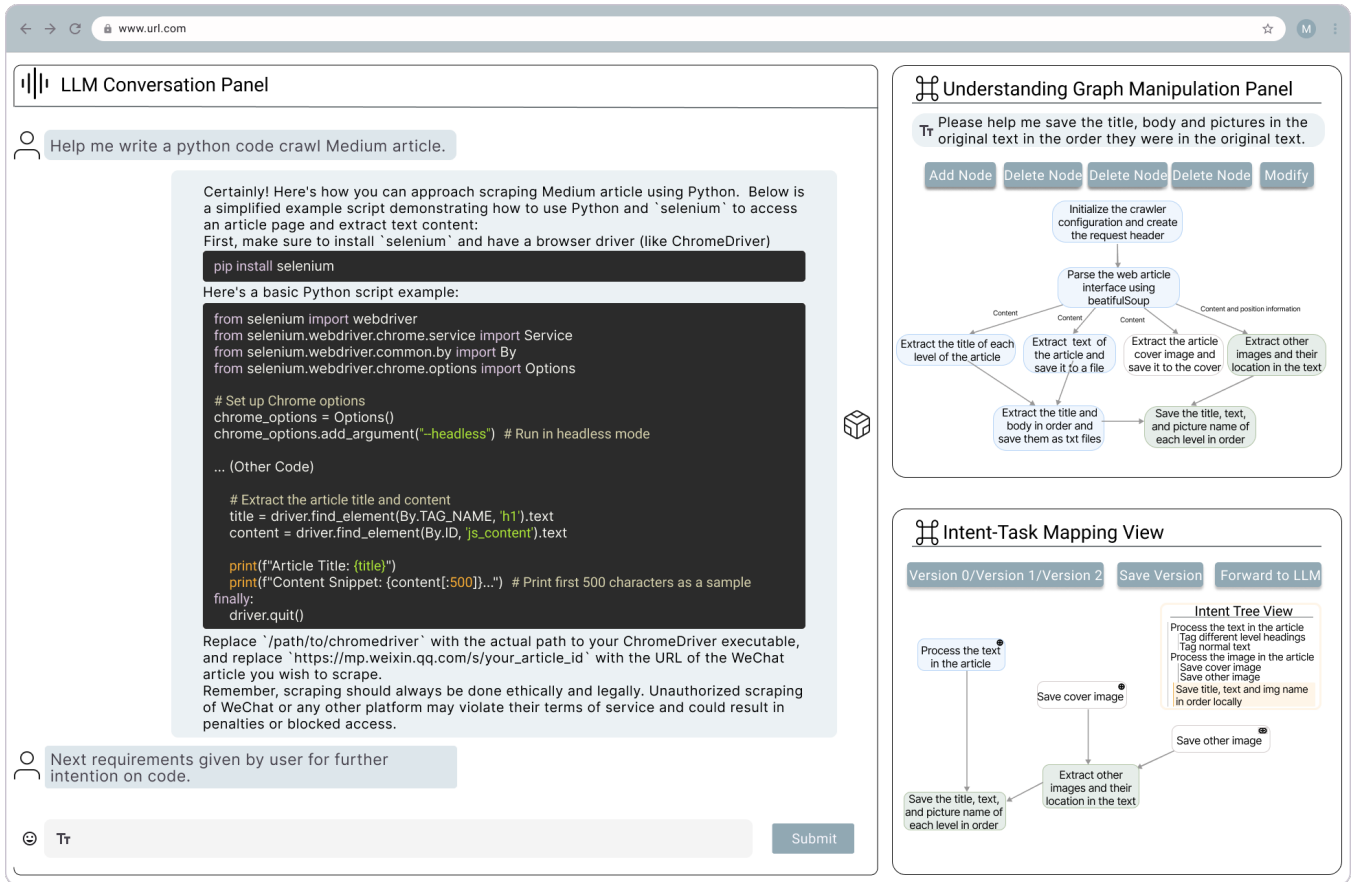 www.url.com
M
LLM Conversation Panel
Help me write a python code crawl Medium article.
Certainly! Here's how you can approach scraping Medium article using Python. Below is
a simplified example script demonstrating how to use Python and `selenium` to access
an article page and extract text content:
First, make sure to install `selenium` and have a browser driver (like ChromeDriver)
pip install selenium
Here's a basic Python script example:
from selenium import webdriver
from selenium.webdriver.chrome.service import Service
from selenium.webdriver.common.by import By
from selenium.webdriver.chrome.options import Options
# Set up Chrome options
chrome_options = Options()
chrome_options.add_argument("--headless") # Run in headless mode
... (Other Code)
# Extract the article title and content
title = driver.find_element(By.TAG_NAME, 'h1').text
content = driver.find_element(By.ID, 'js_content').text
print(f"Article Title: {title}")
print(f"Content Snippet: {content[:500]}...") # Print first 500 characters as a sample
finally:
driver.quit()
Replace `/path/to/chromedriver` with the actual path to your ChromeDriver executable,
and replace `https://mp.weixin.qq.com/s/your_article_id` with the URL of the WeChat
article you wish to scrape.
Remember, scraping should always be done ethically and legally. Unauthorized scraping
of WeChat or any other platform may violate their terms of service and could result in
penalties or blocked access.
Next requirements given by user for further
intention on code.
Tт
Submit
Understanding Graph Manipulation Panel
Tт
Please help me save the title, body and pictures in the
original text in the order they were in the original text.
Add Node
Delete Node
Delete Node
Delete Node
Modify
Initialize the crawler
configuration and create
the request header
Parse the web article
interface using
beatifulSoup
Content
Content
Content
Content and position information
Extract the title of each
level of the article
Extract text of
the article and
save it to a file
Extract the article
cover image and
save it to the cover
Extract other
images and their
location in the text
Extract the title and
body in order and
save them as txt files
Save the title, text,
and picture name of
each level in order
Intent-Task Mapping View
Version 0/Version 1/Version 2
Save Version
Forward to LLM
Intent Tree View
Process the text in the article
Tag different level headings
Tag normal text
Process the image in the article
Save cover image
Save other image
Save title, text and img name
in order locally
Process the text
in the article
Save cover image
Save other image
Extract other
images and their
location in the text
Save the title, text,
and picture name of
each level in order